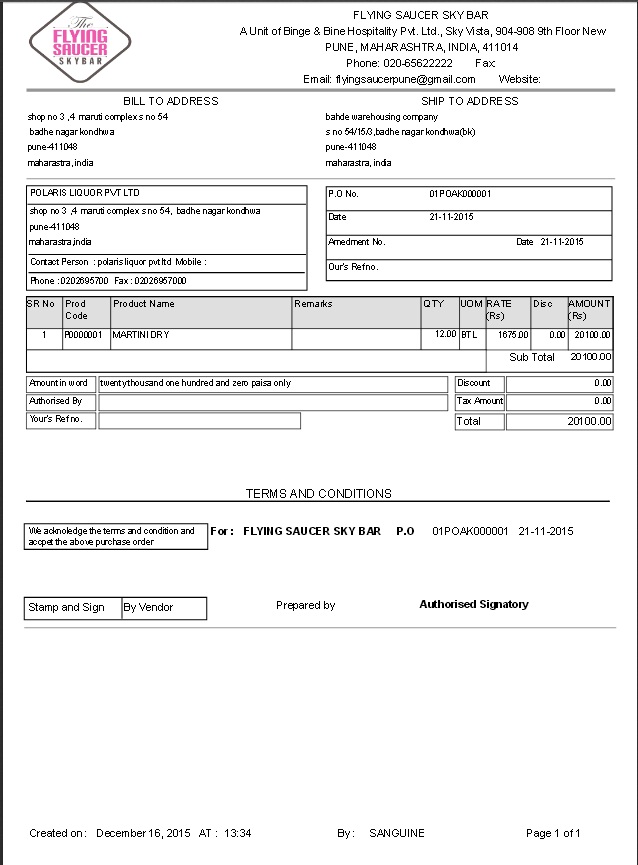 The
FLYING
SAUCER
SKYBAR
FLYING SAUCER SKY BAR
A Unit of Binge & Bine Hospitality Pvt. Ltd., Sky Vista, 904-908 9th Floor New
PUNE, MAHARASHTRA, INDIA, 411014
Phone: 020-65622222 Fax:
Email: flyingsaucerpune@gmail.com Website:
BILL TO ADDRESS SHIP TO ADDRESS
shop no 3 ,4 maruti complex s no 54 bahde warehousing company
badhe nagar kondhwa s no 54/15/3,badhe nagar kondhwa(bk)
pune-411048 pune-411048
maharastra,india maharastra, india
POLARIS LIQUOR PVT LTD
shop no 3 ,4 maruti complex s no 54, badhe nagar kondhwa
pune-411048
maharastra,india
Contact Person : polaris liquor pvt ltd Mobile :
Phone : 0202695700 Fax : 02026957000
P.O No. 01POAK000001
Date 21-11-2015
Amedment No. Date 21-11-2015
Our's Ref no.
SR No Prod Code Product Name Remarks QTY UOM RATE (Rs) Disc AMOUNT (Rs)
1 P0000001 MARTINI DRY 12.00 BTL 1675.00 0.00 20100.00
Sub Total 20100.00
Amount in word twenty thousand one hundred and zero paisa only Discount 0.00
Authorised By Tax Amount 0.00
Your's Ref no. Total 20100.00
TERMS AND CONDITIONS
We acknoledge the terms and condition and
accpet the above purchase order
For : FLYING SAUCER SKY BAR P.O 01POAK000001 21-11-2015
Stamp and Sign By Vendor Prepared by Authorised Signatory
Created on : December 16, 2015 AT : 13:34 By : SANGUINE Page 1 of 1